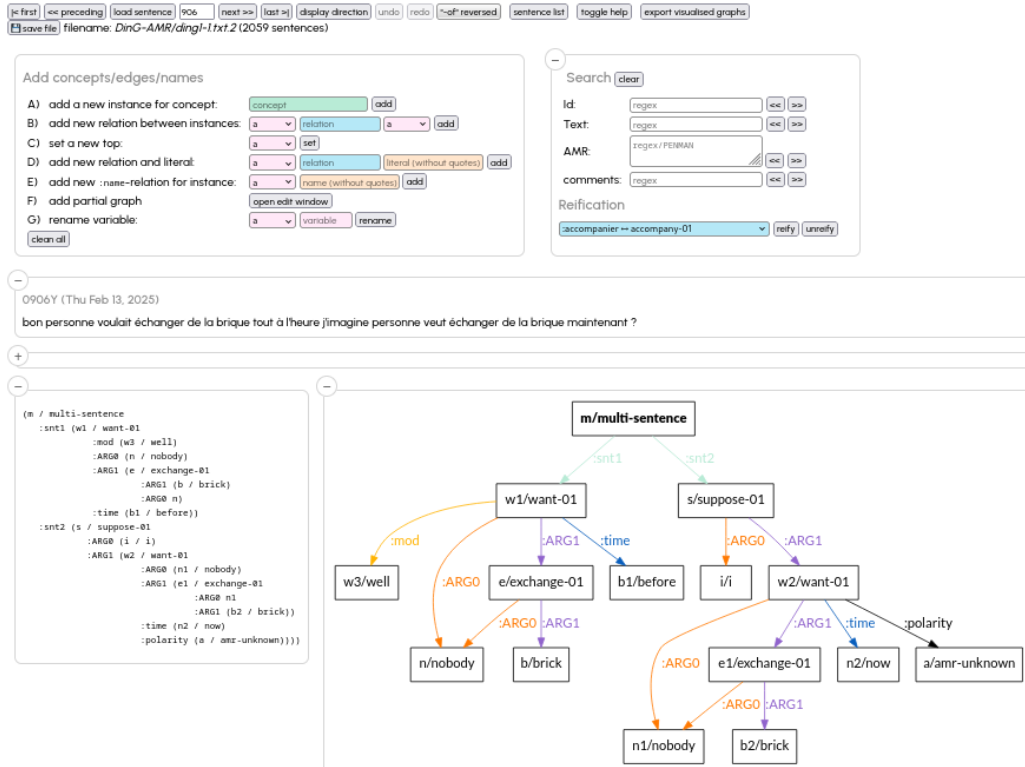 |< first << preceding load sentence 906 next >> last >| display direction undo redo "-of" reversed sentence list toggle help export visualised graphs
save file filename: DinG-AMR/ding1-1.txt.2 (2059 sentences)
Add concepts/edges/names
A) add a new instance for concept: concept add
B) add new relation between instances: a relation a add
C) set a new top: a set
D) add new relation and literal: a relation literal (without quotes) add
E) add new :name-relation for instance: a name (without quotes) add
F) add partial graph open edit window
G) rename variable: a variable rename
clean all
Search clear
Id: regex << >>
Text: regex << >>
AMR: regex/PENMAN << >>
comments: regex << >>
Reification
:accompanier ↔ accompany-01 reify unreify
0906Y (Thu Feb 13, 2025)
bon personne voulait échanger de la brique tout à l'heure j'imagine personne veut échanger de la brique maintenant ?
(m / multi-sentence
:snt1 (w1 / want-01
:mod (w3 / well)
:ARG0 (n / nobody)
:ARG1 (e / exchange-01
:ARG1 (b / brick)
:ARG0 n)
:time (b1 / before))
:snt2 (s / suppose-01
:ARG0 (i / i)
:ARG1 (w2 / want-01
:ARG0 (n1 / nobody)
:ARG1 (e1 / exchange-01
:ARG0 n1
:ARG1 (b2 / brick))
:time (n2 / now)
:polarity (a / amr-unknown))))
m/multi-sentence
:snt1 :snt2
w1/want-01 s/suppose-01
:mod :ARG1 :time :ARG0 :ARG1
w3/well :ARG0 e/exchange-01 b1/before i/i w2/want-01
:ARG0 :ARG1 :ARG1 :time :polarity
n/nobody b/brick :ARG0 e1/exchange-01 n2/now a/amr-unknown
:ARG0 :ARG1
n1/nobody b2/brick